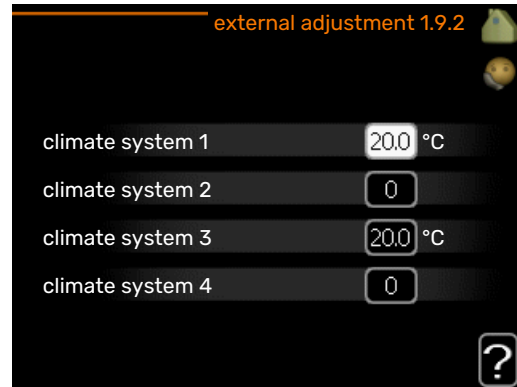 external adjustment 1.9.2
climate system 1 20.0 °C
climate system 2 0
climate system 3 20.0 °C
climate system 4 0
?